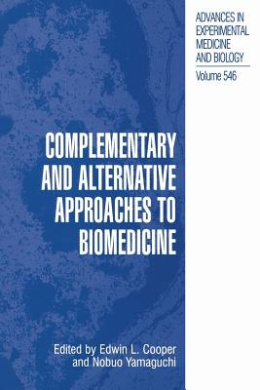 ADVANCES IN
EXPERIMENTAL
MEDICINE
AND BIOLOGY
Volume 546
COMPLEMENTARY
AND ALTERNATIVE
APPROACHES TO
BIOMEDICINE
Edited by Edwin L. Cooper
and Nobuo Yamaguchi